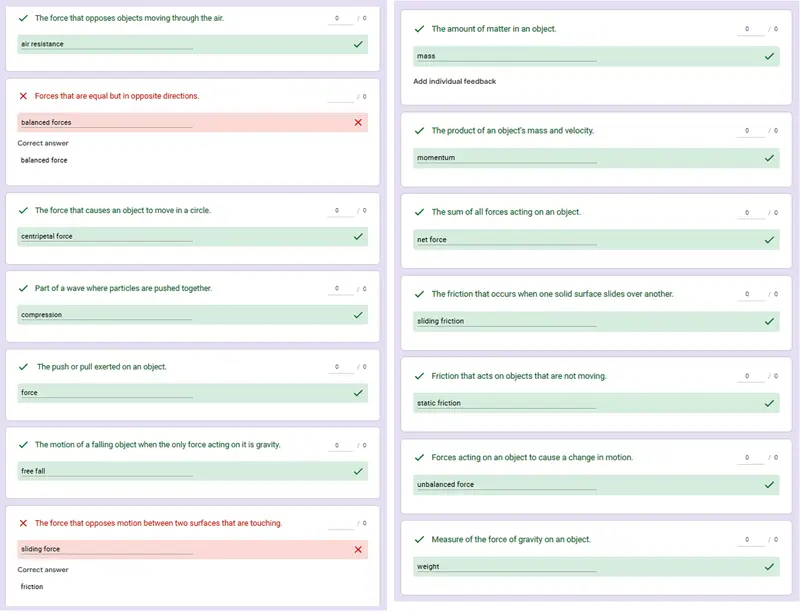 The force that opposes objects moving through the air.
0 / 0
air resistance
Forces that are equal but in opposite directions.
/ 0
balanced forces
Correct answer
balanced force
The force that causes an object to move in a circle.
0 / 0
centripetal force
Part of a wave where particles are pushed together.
0 / 0
compression
The push or pull exerted on an object.
0 / 0
force
The motion of a falling object when the only force acting on it is gravity.
0 / 0
free fall
The force that opposes motion between two surfaces that are touching.
/ 0
sliding force
Correct answer
friction
The amount of matter in an object.
0 / 0
mass
Add individual feedback
The product of an object's mass and velocity.
0 / 0
momentum
The sum of all forces acting on an object.
0 / 0
net force
The friction that occurs when one solid surface slides over another.
0 / 0
sliding friction
Friction that acts on objects that are not moving.
0 / 0
static friction
Forces acting on an object to cause a change in motion.
0 / 0
unbalanced force
Measure of the force of gravity on an object.
0 / 0
weight